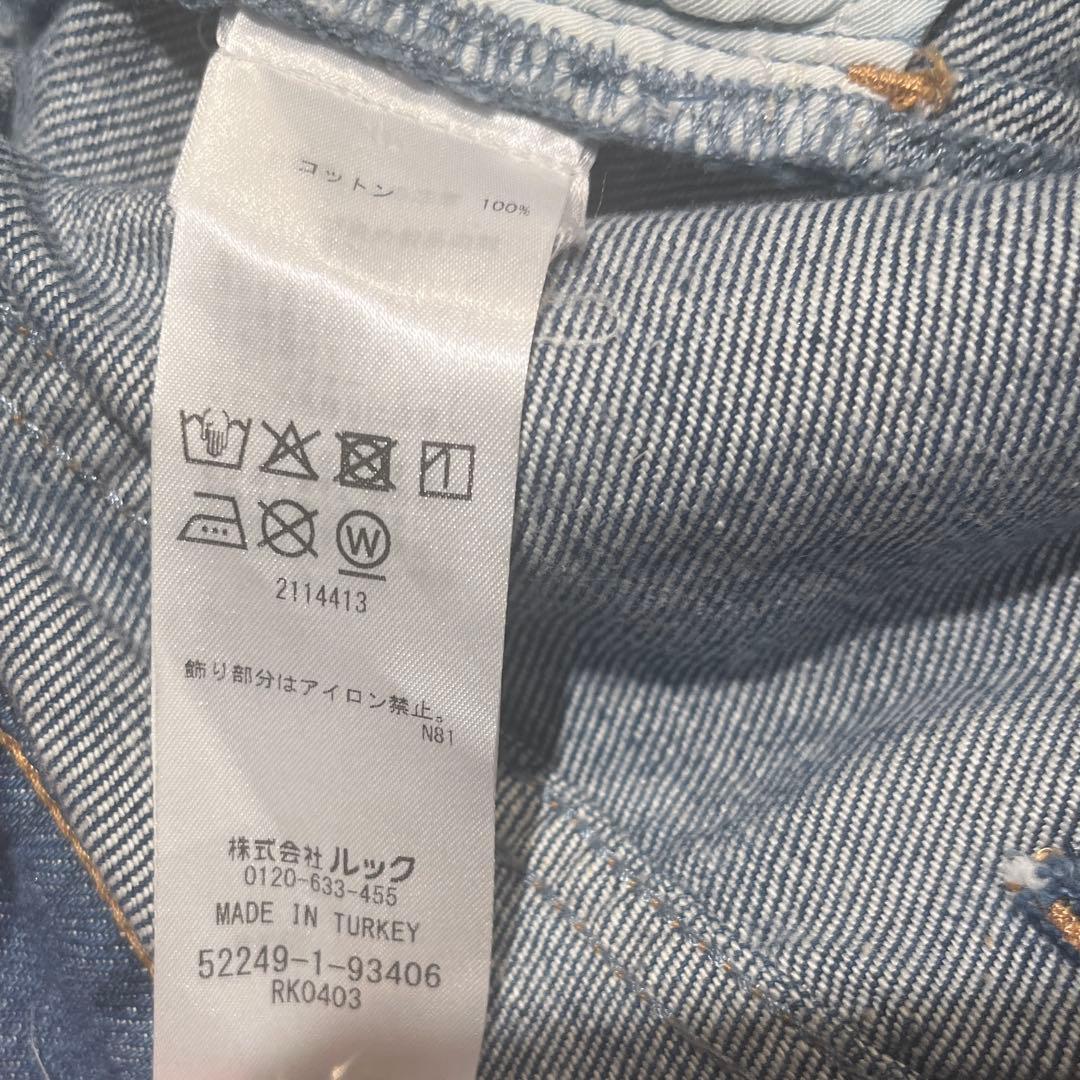 コットン 100%
W
2114413
飾り部分はアイロン禁止。
N81
株式会社 ルック
0120-633-455
MADE IN TURKEY
52249-1-93406
RK0403